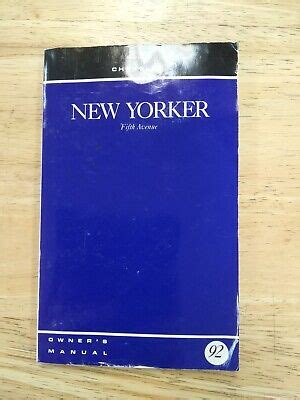 NEW YORKER
Fifth Avenue
OWNER'S
MANUAL
92